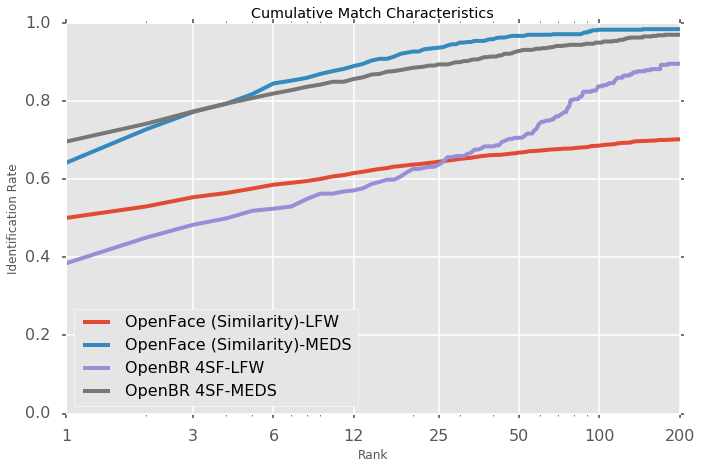 Cumulative Match Characteristics
1.0
0.8
0.6
0.4
0.2
0.0
Identification Rate
OpenFace (Similarity)-LFW
OpenFace (Similarity)-MEDS
OpenBR 4SF-LFW
OpenBR 4SF-MEDS
1 3 6 12 25 50 100 200
Rank